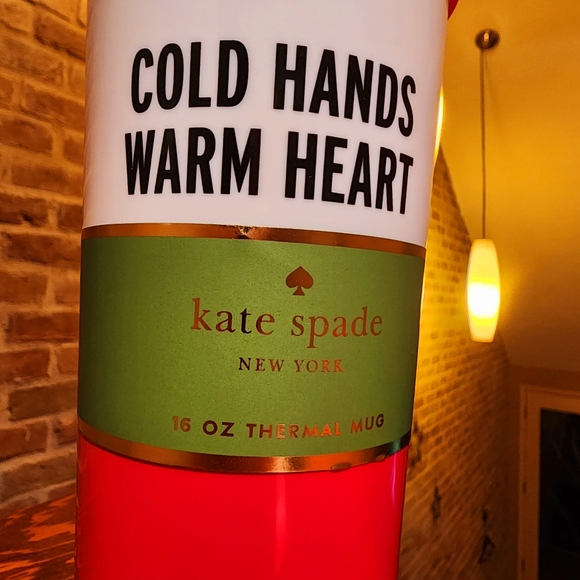 COLD HANDS
WARM HEART
kate spade
NEW YORK
16 OZ THERMAL MUG